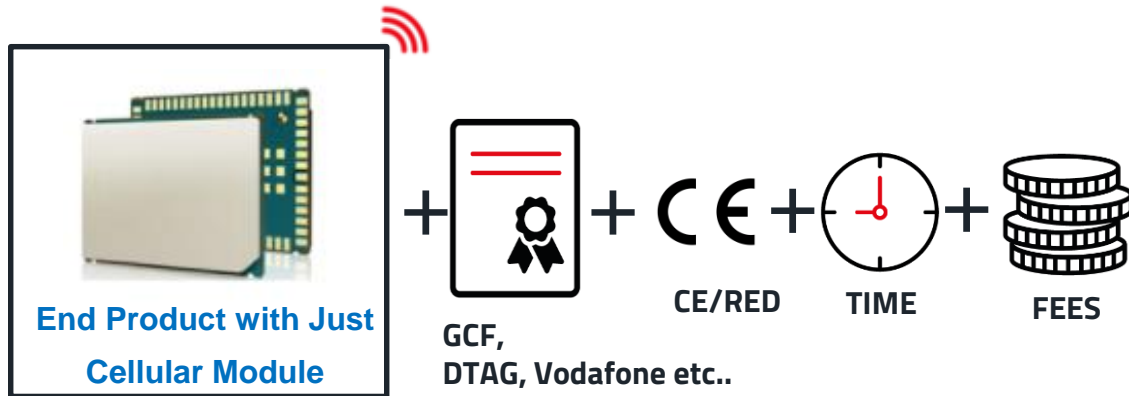 End Product with Just
Cellular Module
GCF,
DTAG, Vodafone etc..
CE
CE/RED
TIME
FEES